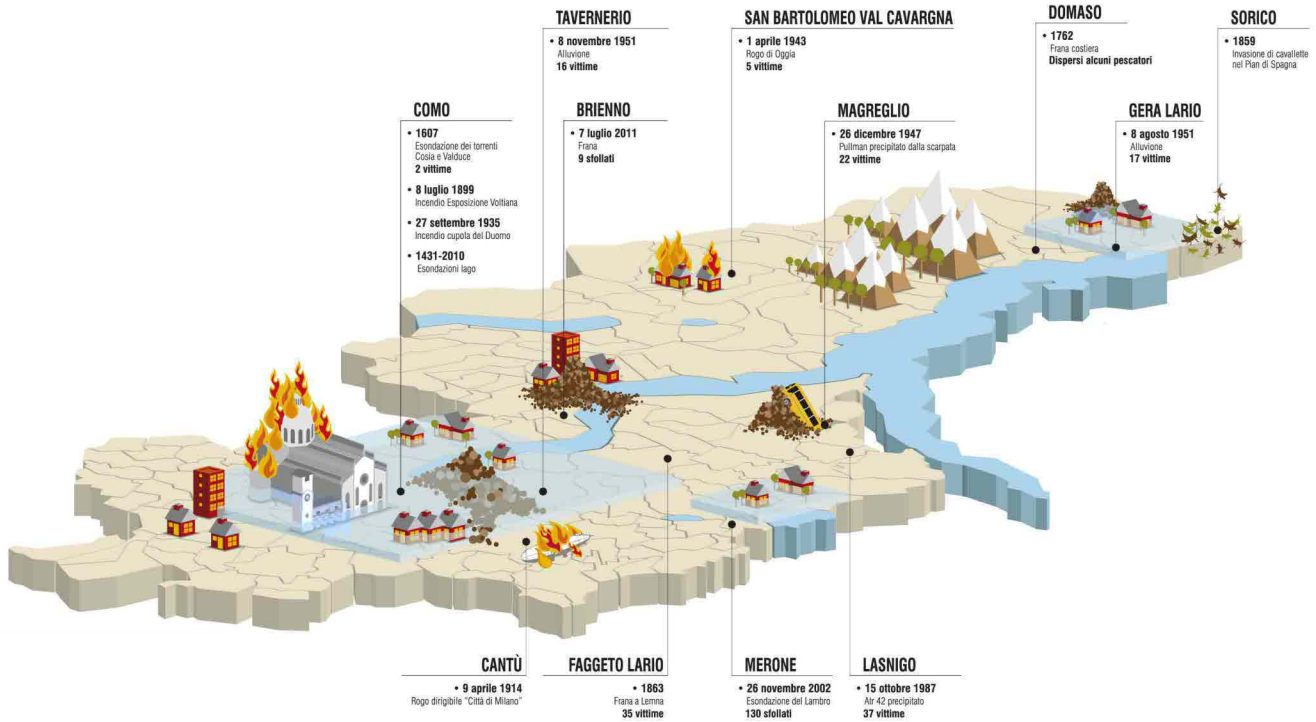 TAVERNERIO
• 8 novembre 1951
Alluvione
16 vittime
SAN BARTOLOMEO VAL CAVARGNA
• 1 aprile 1943
Rogo di Oggia
5 vittime
DOMASO
• 1762
Frana costiera
Dispersi alcuni pescatori
SORICO
• 1859
Invasione di cavallette
nel Pian di Spagna
COMO
• 1607
Esondazione dei torrenti
Cosia e Valduce
2 vittime
• 8 luglio 1899
Incendio Esposizione Voltiana
• 27 settembre 1935
Incendio cupola del Duomo
• 1431-2010
Esondazioni lago
BRIENNO
• 7 luglio 2011
Frana
9 sfollati
MAGREGLIO
• 26 dicembre 1947
Pullman precipitato dalla scarpata
22 vittime
GERA LARIO
• 8 agosto 1951
Alluvione
17 vittime
CANTÙ
• 9 aprile 1914
Rogo dirigibile "Città di Milano"
FAGGETO LARIO
• 1863
Frana a Lemna
35 vittime
MERONE
• 26 novembre 2002
Esondazione del Lambro
130 sfollati
LASNIGO
• 15 ottobre 1987
Atr 42 precipitato
37 vittime